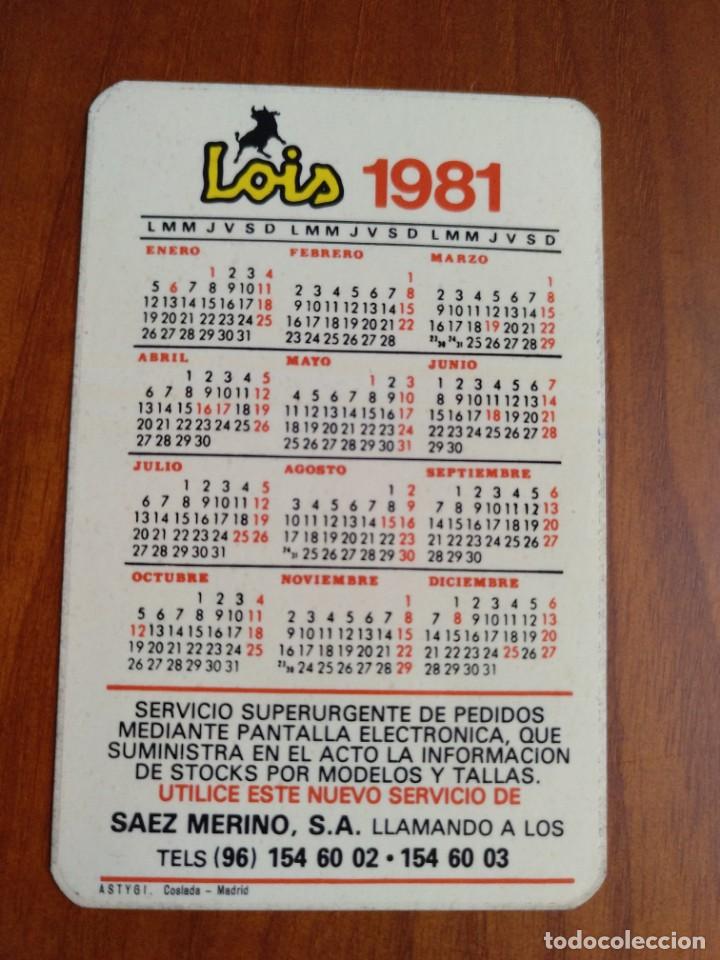 Lois 1981
L M M J V S D L M M J V S D L M M J V S D
ENERO FEBRERO MARZO
1 2 3 4 1 1
5 6 7 8 9 10 11 2 3 4 5 6 7 8 2 3 4 5 6 7 8
12 13 14 15 16 17 18 9 10 11 12 13 14 15 9 10 11 12 13 14 15
19 20 21 22 23 24 25 16 17 18 19 20 21 22 16 17 18 19 20 21 22
26 27 28 29 30 31 23 24 25 26 27 28 23/30 24/31 25 26 27 28 29
ABRIL MAYO JUNIO
1 2 3 4 5 1 2 3 1 2 3 4 5 6 7
6 7 8 9 10 11 12 4 5 6 7 8 9 10 8 9 10 11 12 13 14
13 14 15 16 17 18 19 11 12 13 14 15 16 17 15 16 17 18 19 20 21
20 21 22 23 24 25 26 18 19 20 21 22 23 24 22 23 24 25 26 27 28
27 28 29 30 25 26 27 28 29 30 31 29 30
JULIO AGOSTO SEPTIEMBRE
1 2 3 4 5 1 2 1 2 3 4 5 6
6 7 8 9 10 11 12 3 4 5 6 7 8 9 7 8 9 10 11 12 13
13 14 15 16 17 18 19 10 11 12 13 14 15 16 14 15 16 17 18 19 20
20 21 22 23 24 25 26 17 18 19 20 21 22 23 21 22 23 24 25 26 27
27 28 29 30 31 24/31 25 26 27 28 29 30 28 29 30
OCTUBRE NOVIEMBRE DICIEMBRE
1 2 3 4 1 1 2 3 4 5 6
5 6 7 8 9 10 11 2 3 4 5 6 7 8 7 8 9 10 11 12 13
12 13 14 15 16 17 18 9 10 11 12 13 14 15 14 15 16 17 18 19 20
19 20 21 22 23 24 25 16 17 18 19 20 21 22 21 22 23 24 25 26 27
26 27 28 29 30 31 23/30 24 25 26 27 28 29 28 29 30 31
SERVICIO SUPERURGENTE DE PEDIDOS
MEDIANTE PANTALLA ELECTRONICA, QUE
SUMINISTRA EN EL ACTO LA INFORMACION
DE STOCKS POR MODELOS Y TALLAS.
UTILICE ESTE NUEVO SERVICIO DE
SAEZ MERINO, S.A. LLAMANDO A LOS
TELS (96) 154 60 02 • 154 60 03
ASTYGI. Coslada - Madrid
todocoleccion